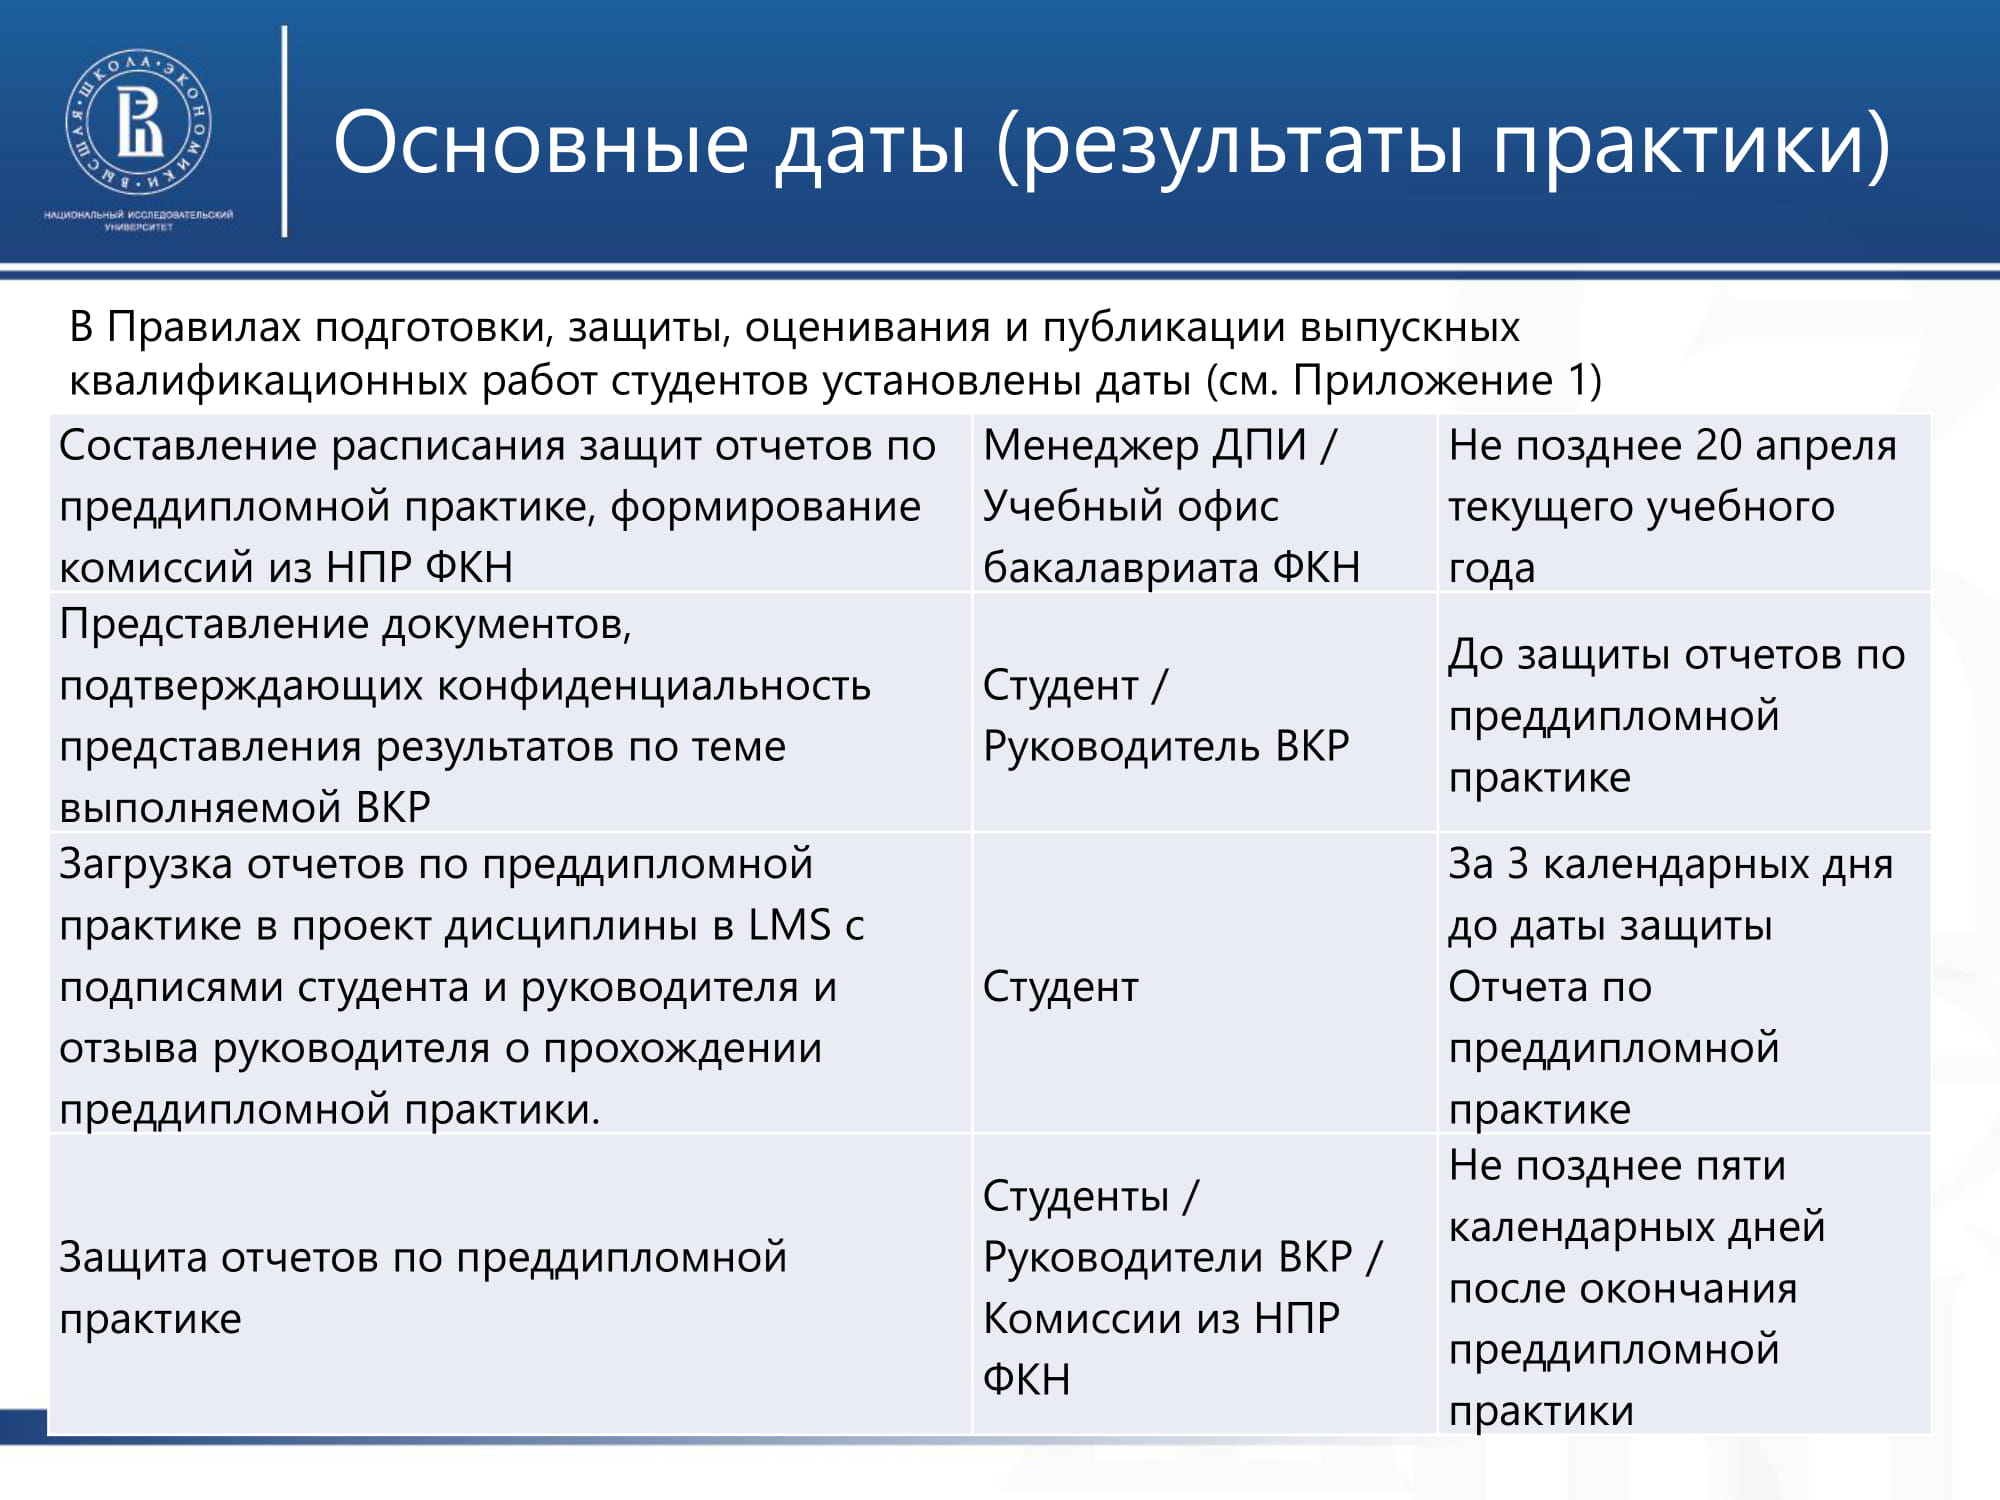 ВЫСШАЯ • ШКОЛА • ЭКОНОМИКИ
НАЦИОНАЛЬНЫЙ ИССЛЕДОВАТЕЛЬСКИЙ
УНИВЕРСИТЕТ
Основные даты (результаты практики)
В Правилах подготовки, защиты, оценивания и публикации выпускных
квалификационных работ студентов установлены даты (см. Приложение 1)
Составление расписания защит отчетов по
преддипломной практике, формирование
комиссий из НПР ФКН
Менеджер ДПИ /
Учебный офис
бакалавриата ФКН
Не позднее 20 апреля
текущего учебного
года
Представление документов,
подтверждающих конфиденциальность
представления результатов по теме
выполняемой ВКР
Студент /
Руководитель ВКР
До защиты отчетов по
преддипломной
практике
Загрузка отчетов по преддипломной
практике в проект дисциплины в LMS с
подписями студента и руководителя и
отзыва руководителя о прохождении
преддипломной практики.
Студент
За 3 календарных дня
до даты защиты
Отчета по
преддипломной
практике
Защита отчетов по преддипломной
практике
Студенты /
Руководители ВКР /
Комиссии из НПР
ФКН
Не позднее пяти
календарных дней
после окончания
преддипломной
практики